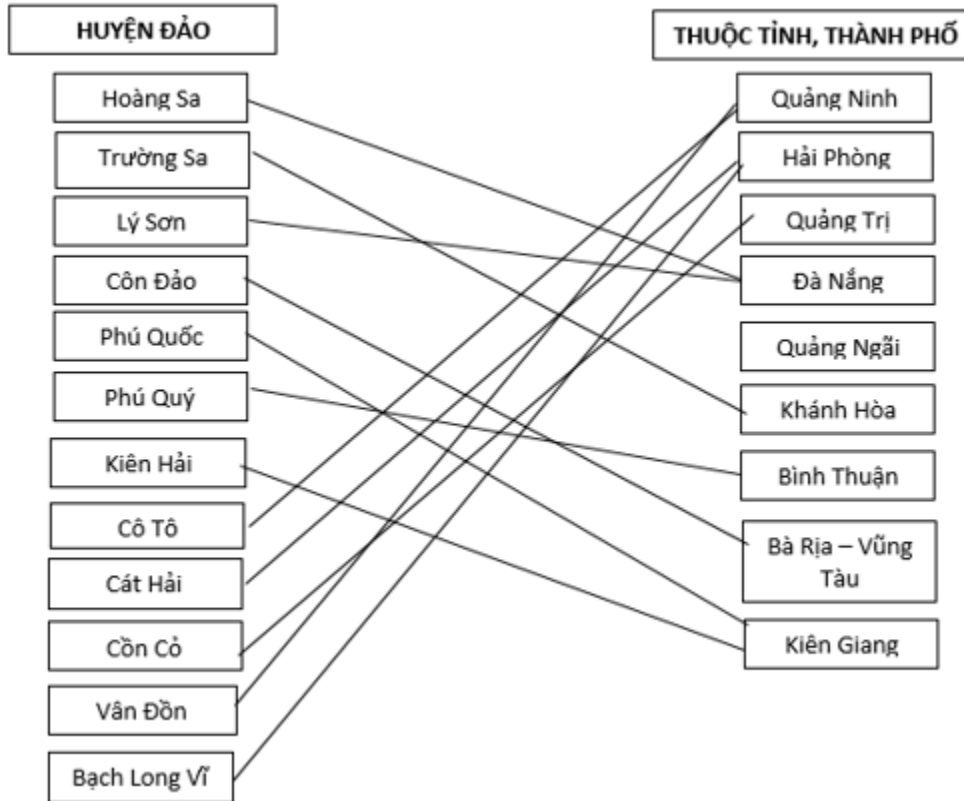 HUYỆN ĐẢO
Hoàng Sa
Trường Sa
Lý Sơn
Côn Đảo
Phú Quốc
Phú Quý
Kiên Hải
Cô Tô
Cát Hải
Cồn Cỏ
Vân Đồn
Bạch Long Vĩ
THUỘC TỈNH, THÀNH PHỐ
Quảng Ninh
Hải Phòng
Quảng Trị
Đà Nẵng
Quảng Ngãi
Khánh Hòa
Bình Thuận
Bà Rịa – Vũng
Tàu
Kiên Giang